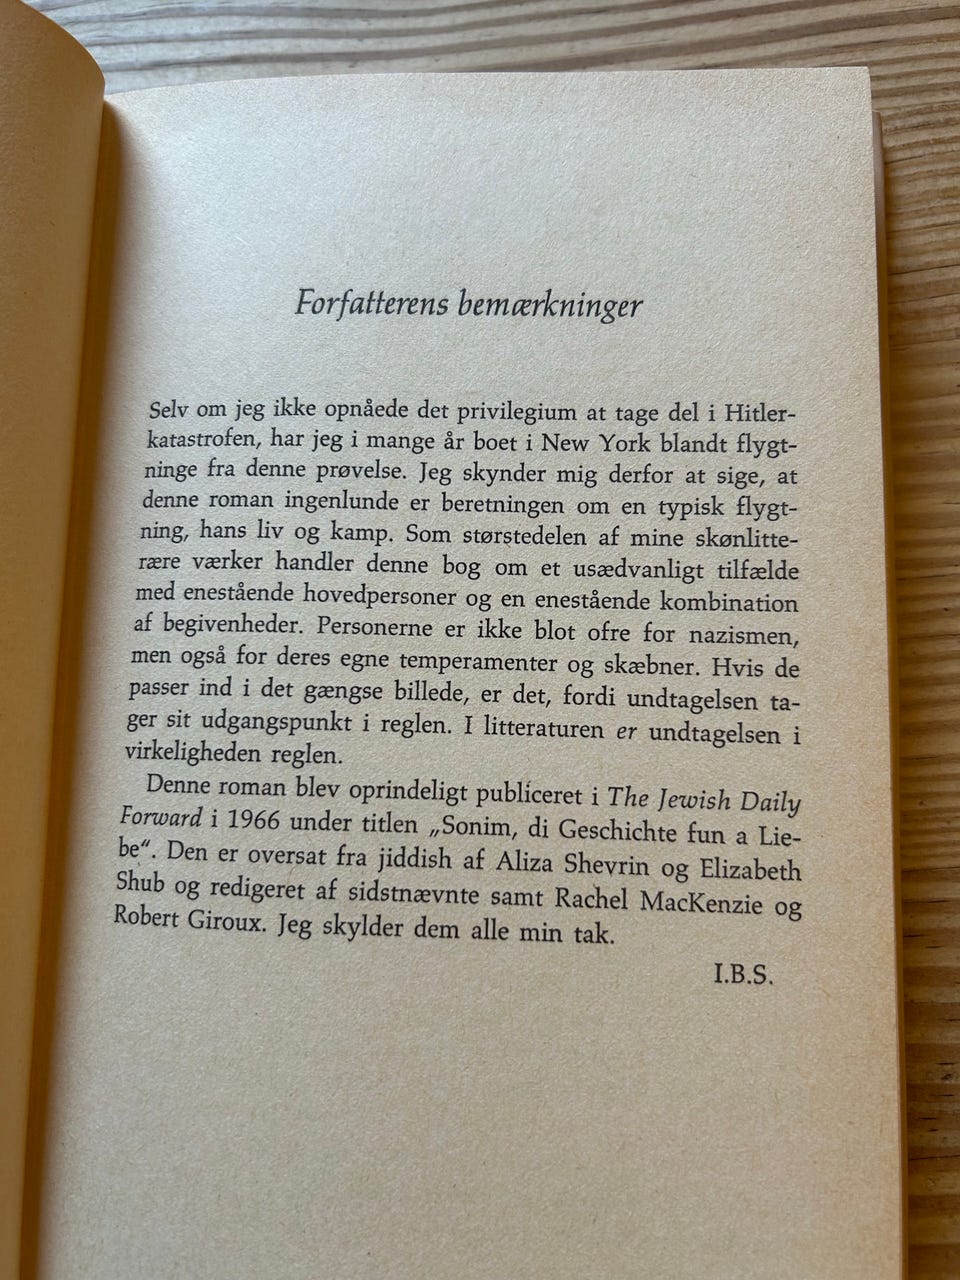 Forfatterens bemærkninger
Selv om jeg ikke opnåede det privilegium at tage del i Hitler-
katastrofen, har jeg i mange år boet i New York blandt flygt-
ninge fra denne prøvelse. Jeg skynder mig derfor at sige, at
denne roman ingenlunde er beretningen om en typisk flygt-
ning, hans liv og kamp. Som størstedelen af mine skønlitte-
rære værker handler denne bog om et usædvanligt tilfælde
med enestående hovedpersoner og en enestående kombination
af begivenheder. Personerne er ikke blot ofre for nazismen,
men også for deres egne temperamenter og skæbner. Hvis de
passer ind i det gængse billede, er det, fordi undtagelsen ta-
ger sit udgangspunkt i reglen. I litteraturen er undtagelsen i
virkeligheden reglen.
Denne roman blev oprindeligt publiceret i The Jewish Daily
Forward i 1966 under titlen „Sonim, di Geschichte fun a Lie-
be“. Den er oversat fra jiddish af Aliza Shevrin og Elizabeth
Shub og redigeret af sidstnævnte samt Rachel MacKenzie og
Robert Giroux. Jeg skylder dem alle min tak.
I.B.S.